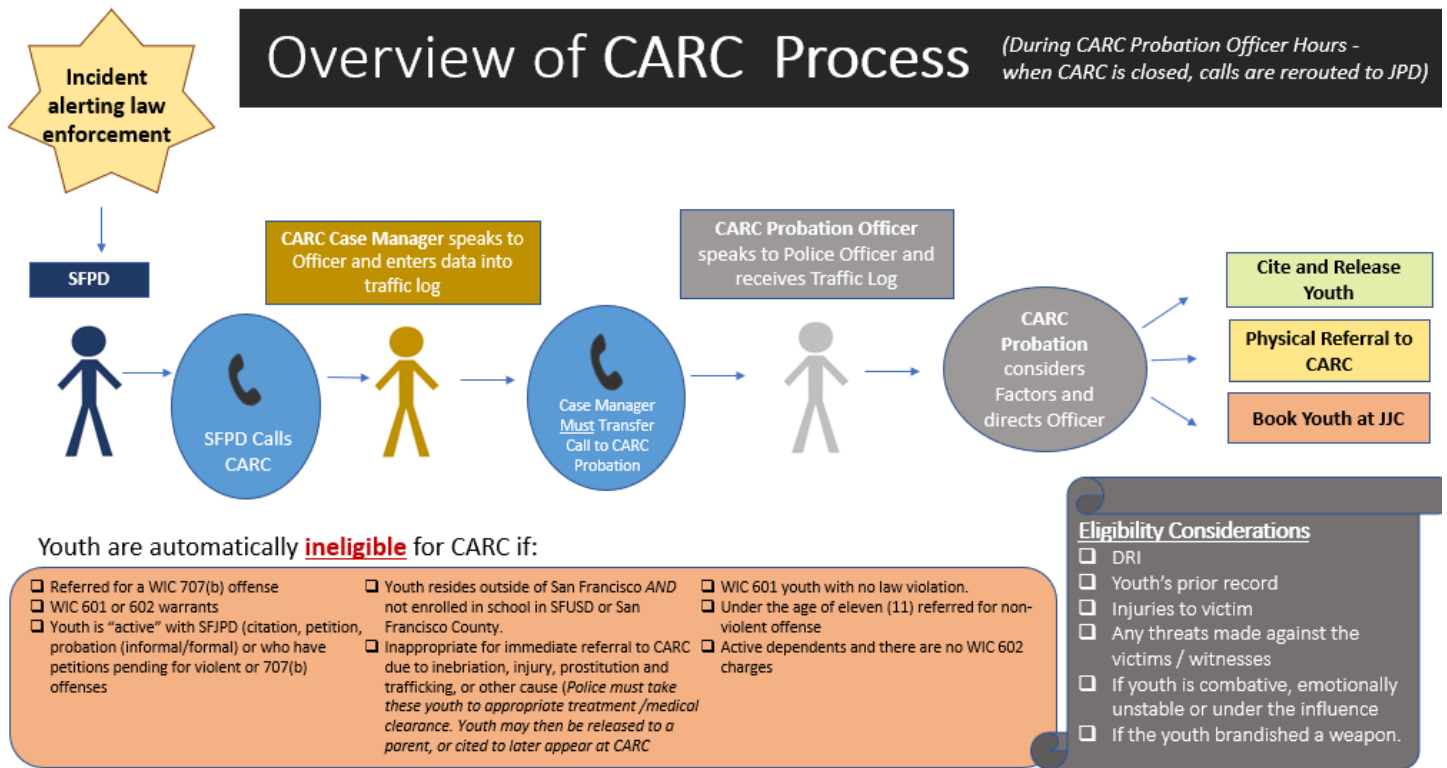 Incident
alerting law
enforcement
Overview of CARC Process
(During CARC Probation Officer Hours -
when CARC is closed, calls are rerouted to JPD)
SFPD
CARC Case Manager speaks to
Officer and enters data into
traffic log
CARC Probation Officer
speaks to Police Officer and
receives Traffic Log
SFPD Calls
CARC
Case Manager
Must Transfer
Call to CARC
Probation
CARC
Probation
considers
Factors and
directs Officer
Cite and Release
Youth
Physical Referral to
CARC
Book Youth at JJC
Youth are automatically ineligible for CARC if:
❑ Referred for a WIC 707(b) offense
❑ WIC 601 or 602 warrants
❑ Youth is “active” with SFJPD (citation, petition,
probation (informal/formal) or who have
petitions pending for violent or 707(b)
offenses
❑ Youth resides outside of San Francisco AND
not enrolled in school in SFUSD or San
Francisco County.
❑ Inappropriate for immediate referral to CARC
due to inebriation, injury, prostitution and
trafficking, or other cause (Police must take
these youth to appropriate treatment /medical
clearance. Youth may then be released to a
parent, or cited to later appear at CARC
❑ WIC 601 youth with no law violation.
❑ Under the age of eleven (11) referred for non-
violent offense
❑ Active dependents and there are no WIC 602
charges
Eligibility Considerations
❑ DRI
❑ Youth’s prior record
❑ Injuries to victim
❑ Any threats made against the
victims / witnesses
❑ If youth is combative, emotionally
unstable or under the influence
❑ If the youth brandished a weapon.